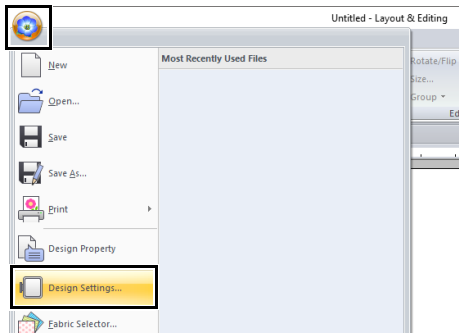 Untitled - Layout & Editing
New
Open...
Save
Save As...
Print
Design Property
Design Settings...
Fabric Selector...
Most Recently Used Files
Rotate/Flip
Size...
Group
Ed